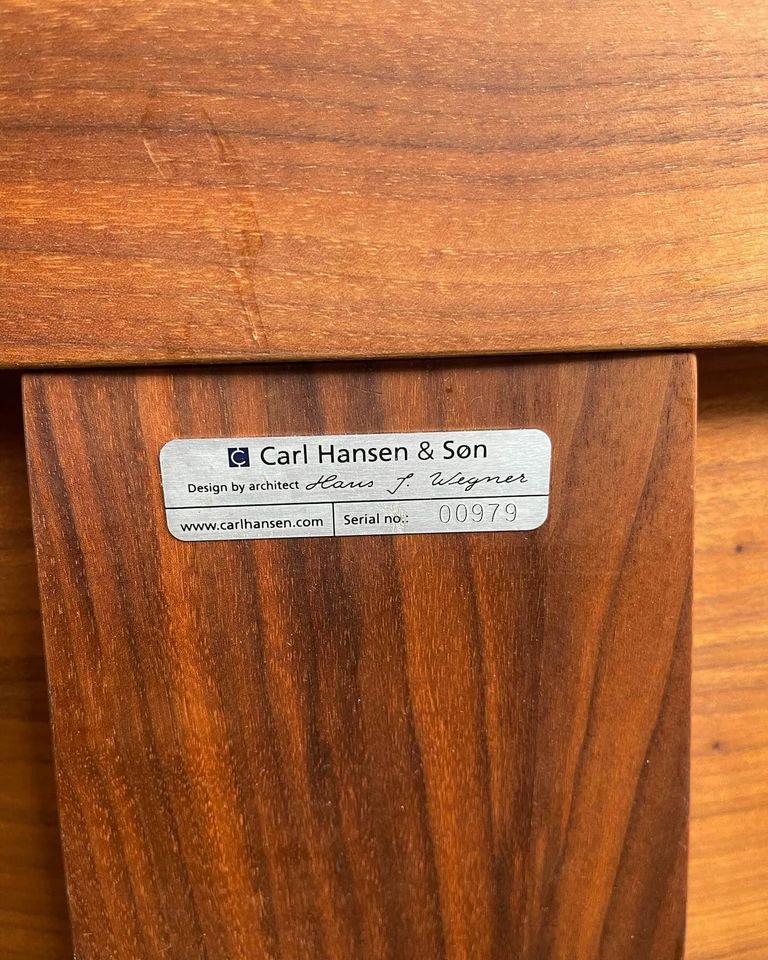 Carl Hansen & Søn
Design by architect Hans J. Wegner
www.carlhansen.com
Serial no.: 00979